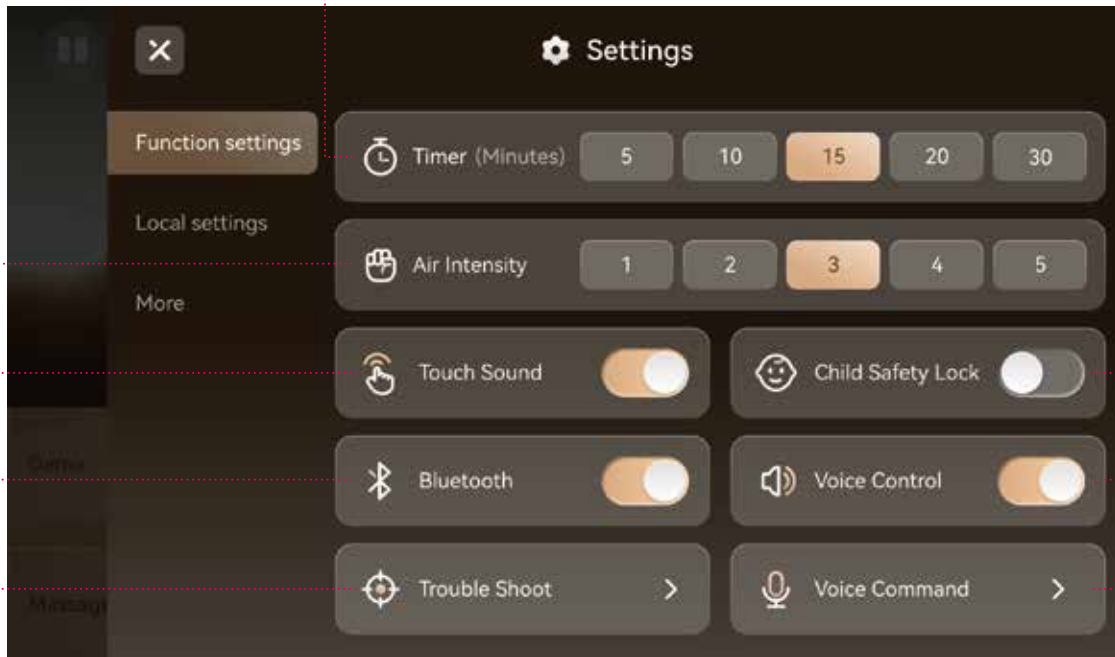 Settings
Function settings
Local settings
More
Timer (Minutes) 5 10 15 20 30
Air Intensity 1 2 3 4 5
Touch Sound
Child Safety Lock
Bluetooth
Voice Control
Trouble Shoot
Voice Command